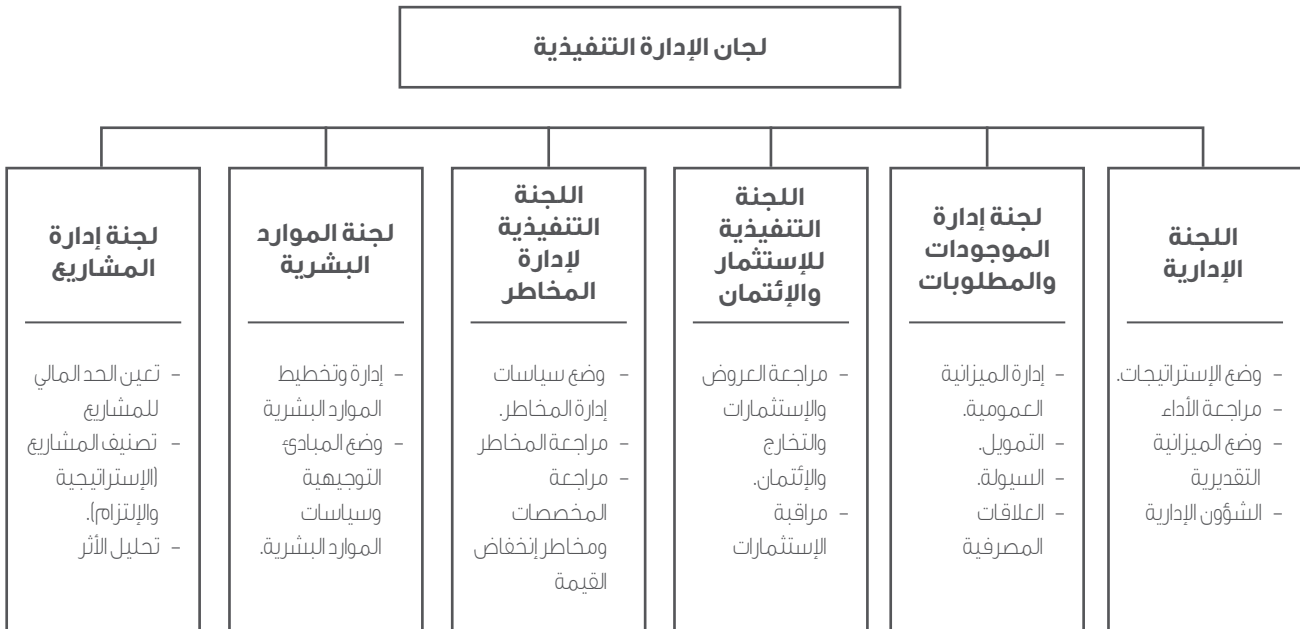 لجان الإدارة التنفيذية
اللجنة
الإدارية
- وضع الإستراتيجات.
- مراجعة الأداء
- وضع الميزانية
التقديرية
- الشؤون الإدارية
لجنة إدارة
الموجودات
والمطلوبات
- إدارة الميزانية
العمومية.
- التمويل.
- السيولة.
- العلاقات
المصرفية
اللجنة
التنفيذية
للإستثمار
والإئتمان
- مراجعة العروض
والإستثمارات
والتخارج
والإئتمان.
- مراقبة
الإستثمارات
اللجنة
التنفيذية
لإدارة
المخاطر
- وضع سياسات
إدارة المخاطر.
- مراجعة المخاطر
- مراجعة
المخصصات
ومخاطر إنخفاض
القيمة
لجنة الموارد
البشرية
- إدارة وتخطيط
الموارد البشرية
- وضع المبادئ
التوجيهية
وسياسات
الموارد البشرية.
لجنة إدارة
المشاريع
- تعين الحد المالي
للمشاريع
- تصنيف المشاريع
(الإستراتيجية
والإلتزام).
- تحليل الأثر